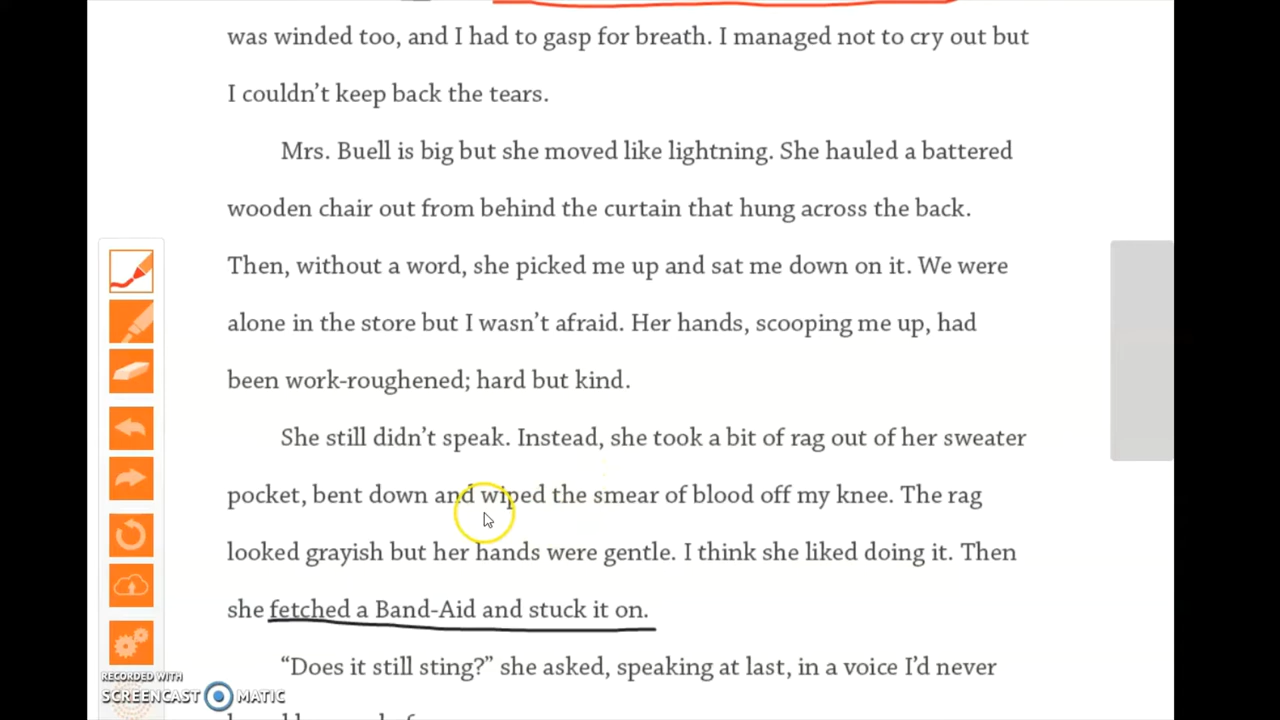 was winded too, and I had to gasp for breath. I managed not to cry out but
I couldn’t keep back the tears.
Mrs. Buell is big but she moved like lightning. She hauled a battered
wooden chair out from behind the curtain that hung across the back.
Then, without a word, she picked me up and sat me down on it. We were
alone in the store but I wasn’t afraid. Her hands, scooping me up, had
been work-roughened; hard but kind.
She still didn’t speak. Instead, she took a bit of rag out of her sweater
pocket, bent down and wiped the smear of blood off my knee. The rag
looked grayish but her hands were gentle. I think she liked doing it. Then
she fetched a Band-Aid and stuck it on.
“Does it still sting?” she asked, speaking at last, in a voice I’d never
RECORDED WITH
SCREENCAST MATIC